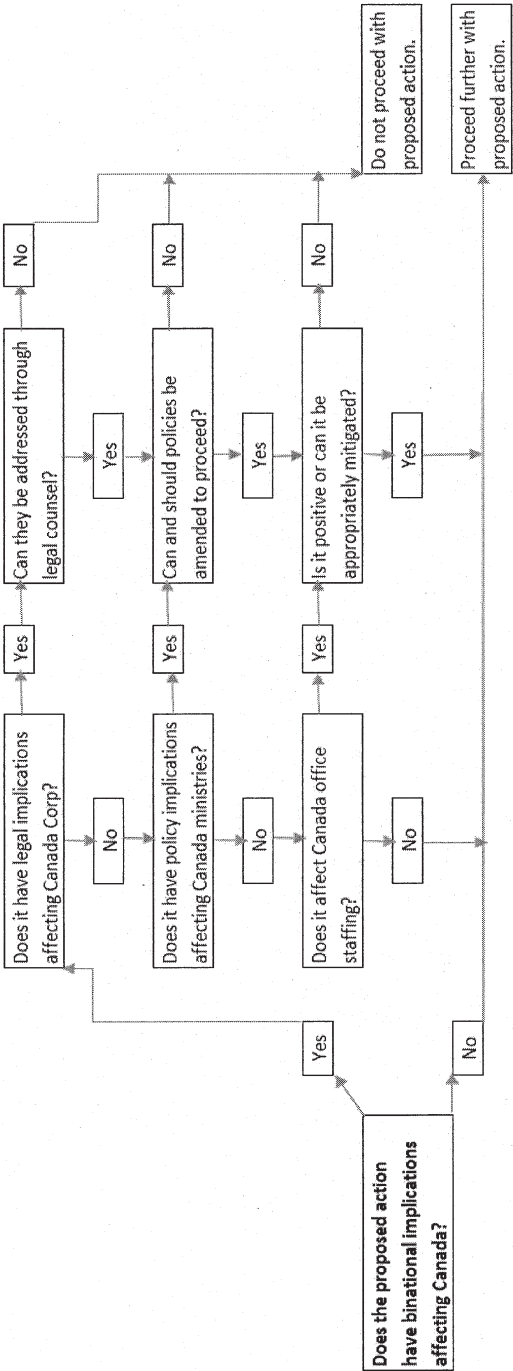 Does the proposed action
have binational implications
affecting Canada?
Yes
No
Does it have legal implications
affecting Canada Corp?
No
Does it have policy implications
affecting Canada ministries?
No
Does it affect Canada office
staffing?
No
Yes
Yes
Yes
Can they be addressed through
legal counsel?
Yes
Can and should policies be
amended to proceed?
Yes
Is it positive or can it be
appropriately mitigated?
Yes
No
No
No
Do not proceed with
proposed action.
Proceed further with
proposed action.